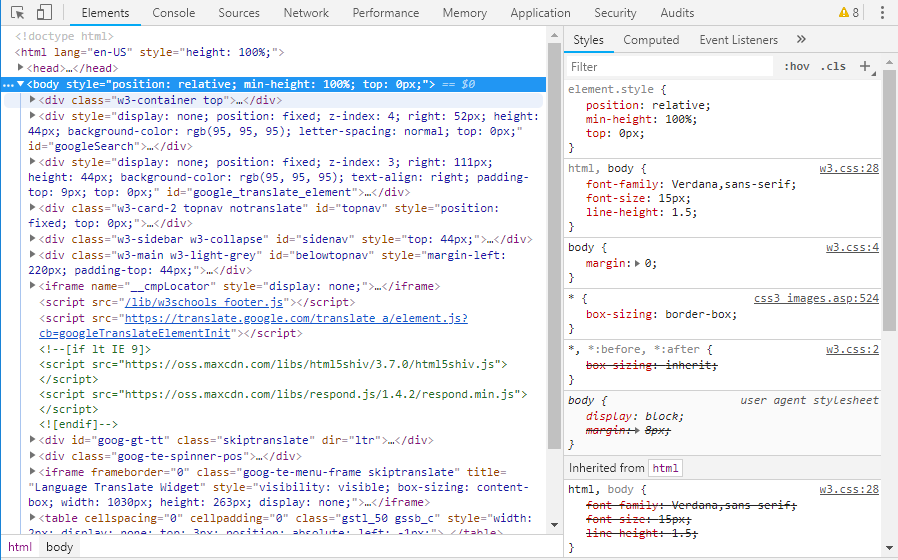 Elements Console Sources Network Performance Memory Application Security Audits 8
<!doctype html>
<html lang="en-US" style="height: 100%;">
<head>…</head>
<body style="position: relative; min-height: 100%; top: 0px;"> == $0
<div class="w3-container top">…</div>
<div style="display: none; position: fixed; z-index: 4; right: 52px; height:
44px; background-color: rgb(95, 95, 95); letter-spacing: normal; top: 0px;"
id="googleSearch">…</div>
<div style="display: none; position: fixed; z-index: 3; right: 111px;
height: 44px; background-color: rgb(95, 95, 95); text-align: right; padding-
top: 9px; top: 0px;" id="google_translate_element">…</div>
<div class="w3-card-2 topnav notranslate" id="topnav" style="position:
fixed; top: 0px;">…</div>
<div class="w3-sidebar w3-collapse" id="sidenav" style="top: 44px;">…</div>
<div class="w3-main w3-light-grey" id="belowtopnav" style="margin-left:
220px; padding-top: 44px;">…</div>
<iframe name="__cmpLocator" style="display: none;">…</iframe>
<script src="/lib/w3schools_footer.js"></script>
<script src="https://translate.google.com/translate_a/element.js?
cb=googleTranslateElementInit"></script>
<!--[if lt IE 9]>
<script src="https://oss.maxcdn.com/libs/html5shiv/3.7.0/html5shiv.js">
</script>
<script src="https://oss.maxcdn.com/libs/respond.js/1.4.2/respond.min.js">
</script>
<![endif]-->
<div id="goog-gt-tt" class="skiptranslate" dir="ltr">…</div>
<div class="goog-te-spinner-pos">…</div>
<iframe frameborder="0" class="goog-te-menu-frame skiptranslate" title=
"Language Translate Widget" style="visibility: visible; box-sizing: content-
box; width: 1030px; height: 263px; display: none;">…</iframe>
<table cellspacing="0" cellpadding="0" class="gstl_50 gssb_c" style="width:
2px; display: none; top: 3px; position: absolute; left: -1px;">…</table>
html body
Styles Computed Event Listeners »
Filter :hov .cls +
element.style {
position: relative;
min-height: 100%;
top: 0px;
}
html, body { w3.css:28
font-family: Verdana,sans-serif;
font-size: 15px;
line-height: 1.5;
}
body { w3.css:4
margin: 0;
}
* { css3_images.asp:524
box-sizing: border-box;
}
*, *:before, *:after { w3.css:2
box-sizing: inherit;
}
body { user agent stylesheet
display: block;
margin: 8px;
}
Inherited from html
html, body { w3.css:28
font-family: Verdana,sans-serif;
font-size: 15px;
line-height: 1.5;
}